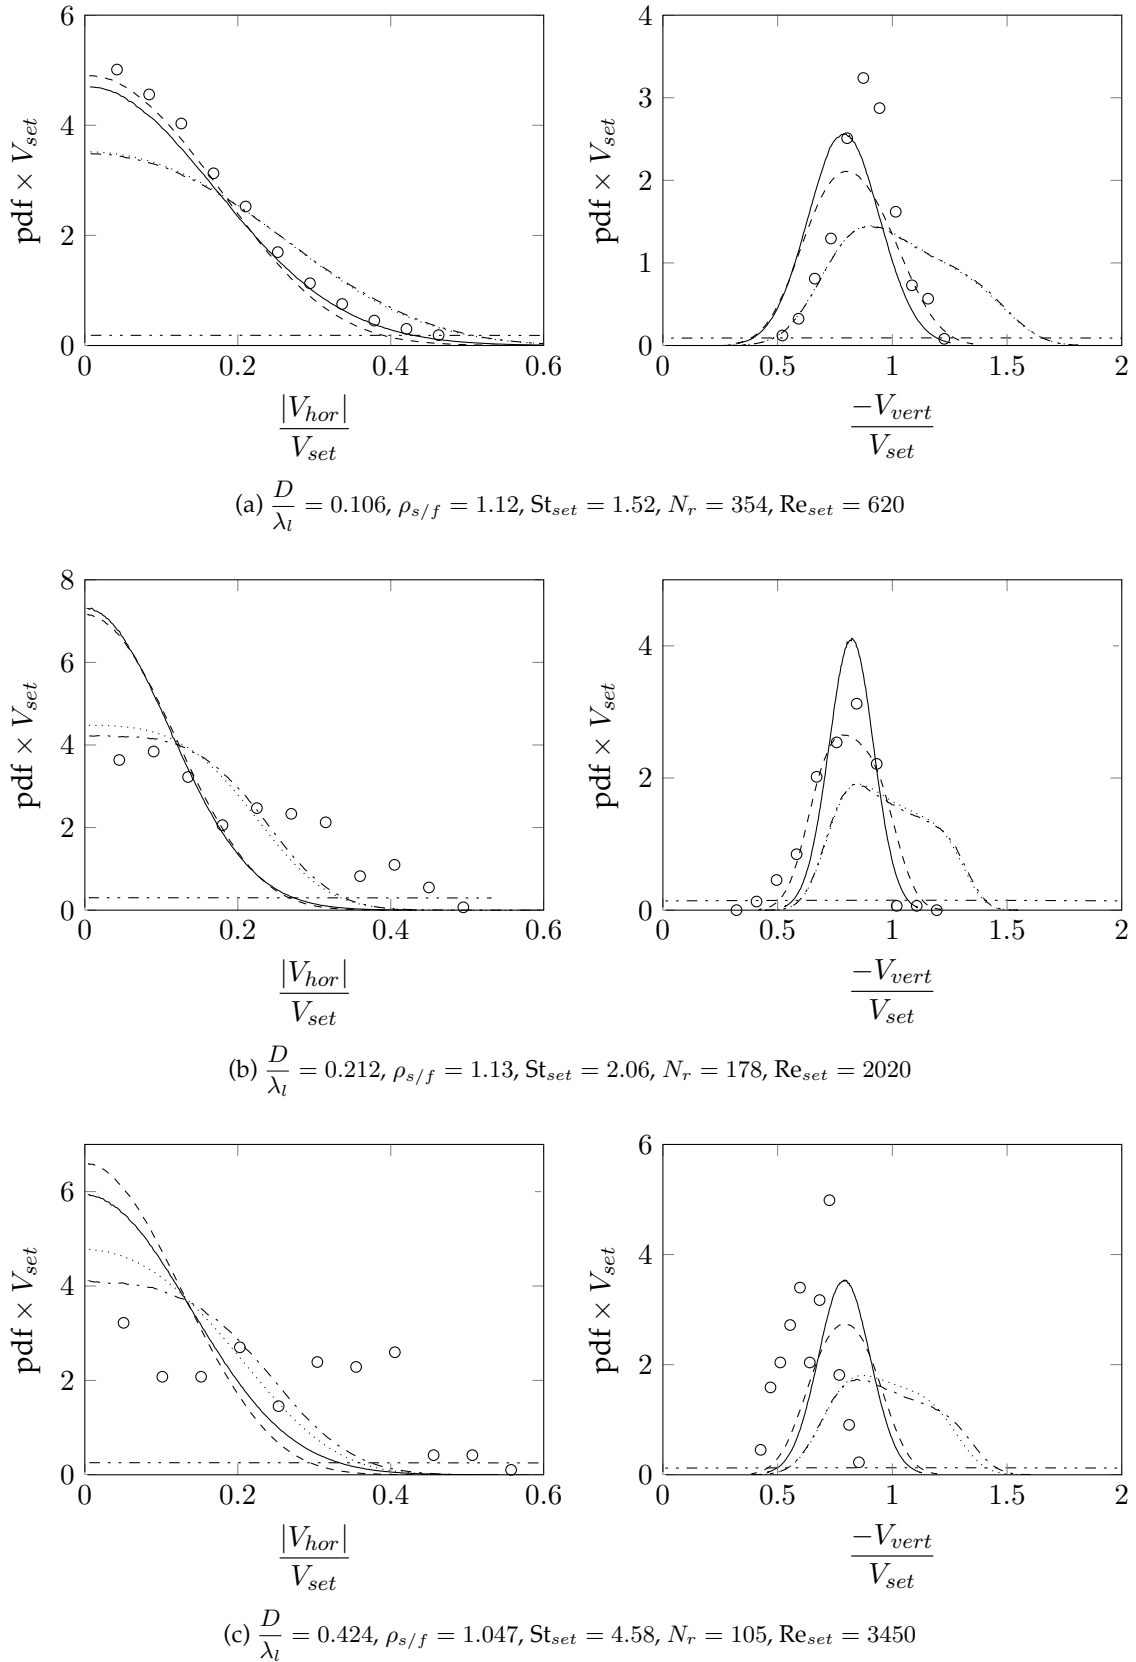 6
4
2
0
pdf × V_set
0 0.2 0.4 0.6
|V_hor|
V_set
4
3
2
1
0
pdf × V_set
0 0.5 1 1.5 2
−V_vert
V_set
(a) D/λ_l = 0.106, ρ_s/f = 1.12, St_set = 1.52, N_r = 354, Re_set = 620
8
6
4
2
0
pdf × V_set
0 0.2 0.4 0.6
|V_hor|
V_set
4
2
0
pdf × V_set
0 0.5 1 1.5 2
−V_vert
V_set
(b) D/λ_l = 0.212, ρ_s/f = 1.13, St_set = 2.06, N_r = 178, Re_set = 2020
6
4
2
0
pdf × V_set
0 0.2 0.4 0.6
|V_hor|
V_set
6
4
2
0
pdf × V_set
0 0.5 1 1.5 2
−V_vert
V_set
(c) D/λ_l = 0.424, ρ_s/f = 1.047, St_set = 4.58, N_r = 105, Re_set = 3450